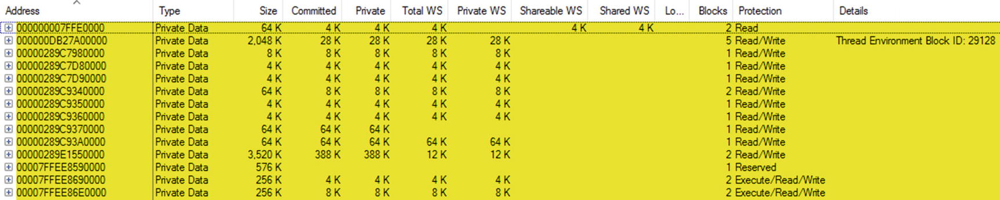 Address Type Size Committed Private Total WS Private WS Shareable WS Shared WS Lo... Blocks Protection Details
000000007FFE0000 Private Data 64 K 4 K 4 K 4 K 4 K 4 K 2 Read
000000DB27A00000 Private Data 2,048 K 28 K 28 K 28 K 28 K 5 Read/Write Thread Environment Block ID: 29128
00000289C7980000 Private Data 8 K 8 K 8 K 8 K 8 K 1 Read/Write
00000289C7D80000 Private Data 4 K 4 K 4 K 4 K 4 K 1 Read/Write
00000289C7D90000 Private Data 4 K 4 K 4 K 4 K 4 K 1 Read/Write
00000289C9340000 Private Data 64 K 8 K 8 K 8 K 8 K 2 Read/Write
00000289C9350000 Private Data 4 K 4 K 4 K 4 K 4 K 1 Read/Write
00000289C9360000 Private Data 4 K 4 K 4 K 4 K 4 K 1 Read/Write
00000289C9370000 Private Data 64 K 64 K 64 K 1 Read/Write
00000289C93A0000 Private Data 64 K 64 K 64 K 64 K 64 K 1 Read/Write
00000289E1550000 Private Data 3,520 K 388 K 388 K 12 K 12 K 2 Read/Write
00007FFEE8590000 Private Data 576 K 1 Reserved
00007FFEE8690000 Private Data 256 K 4 K 4 K 4 K 4 K 2 Execute/Read/Write
00007FFEE86E0000 Private Data 256 K 8 K 8 K 8 K 8 K 2 Execute/Read/Write